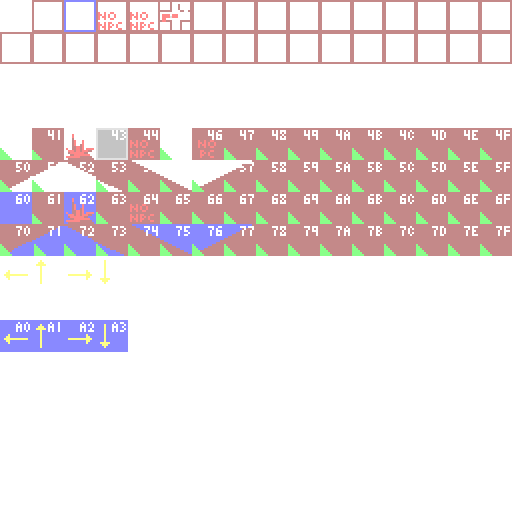 NO NO
NPC NPC
41 43 44 46 47 48 49 4A 4B 4C 4D 4E 4F
NO NO
NPC PC
50 52 53 57 58 59 5A 5B 5C 5D 5E 5F
60 61 62 63 64 65 66 67 68 69 6A 6B 6C 6D 6E 6F
NO
NPC
70 71 72 73 74 75 76 77 78 79 7A 7B 7C 7D 7E 7F
A0 A1 A2 A3